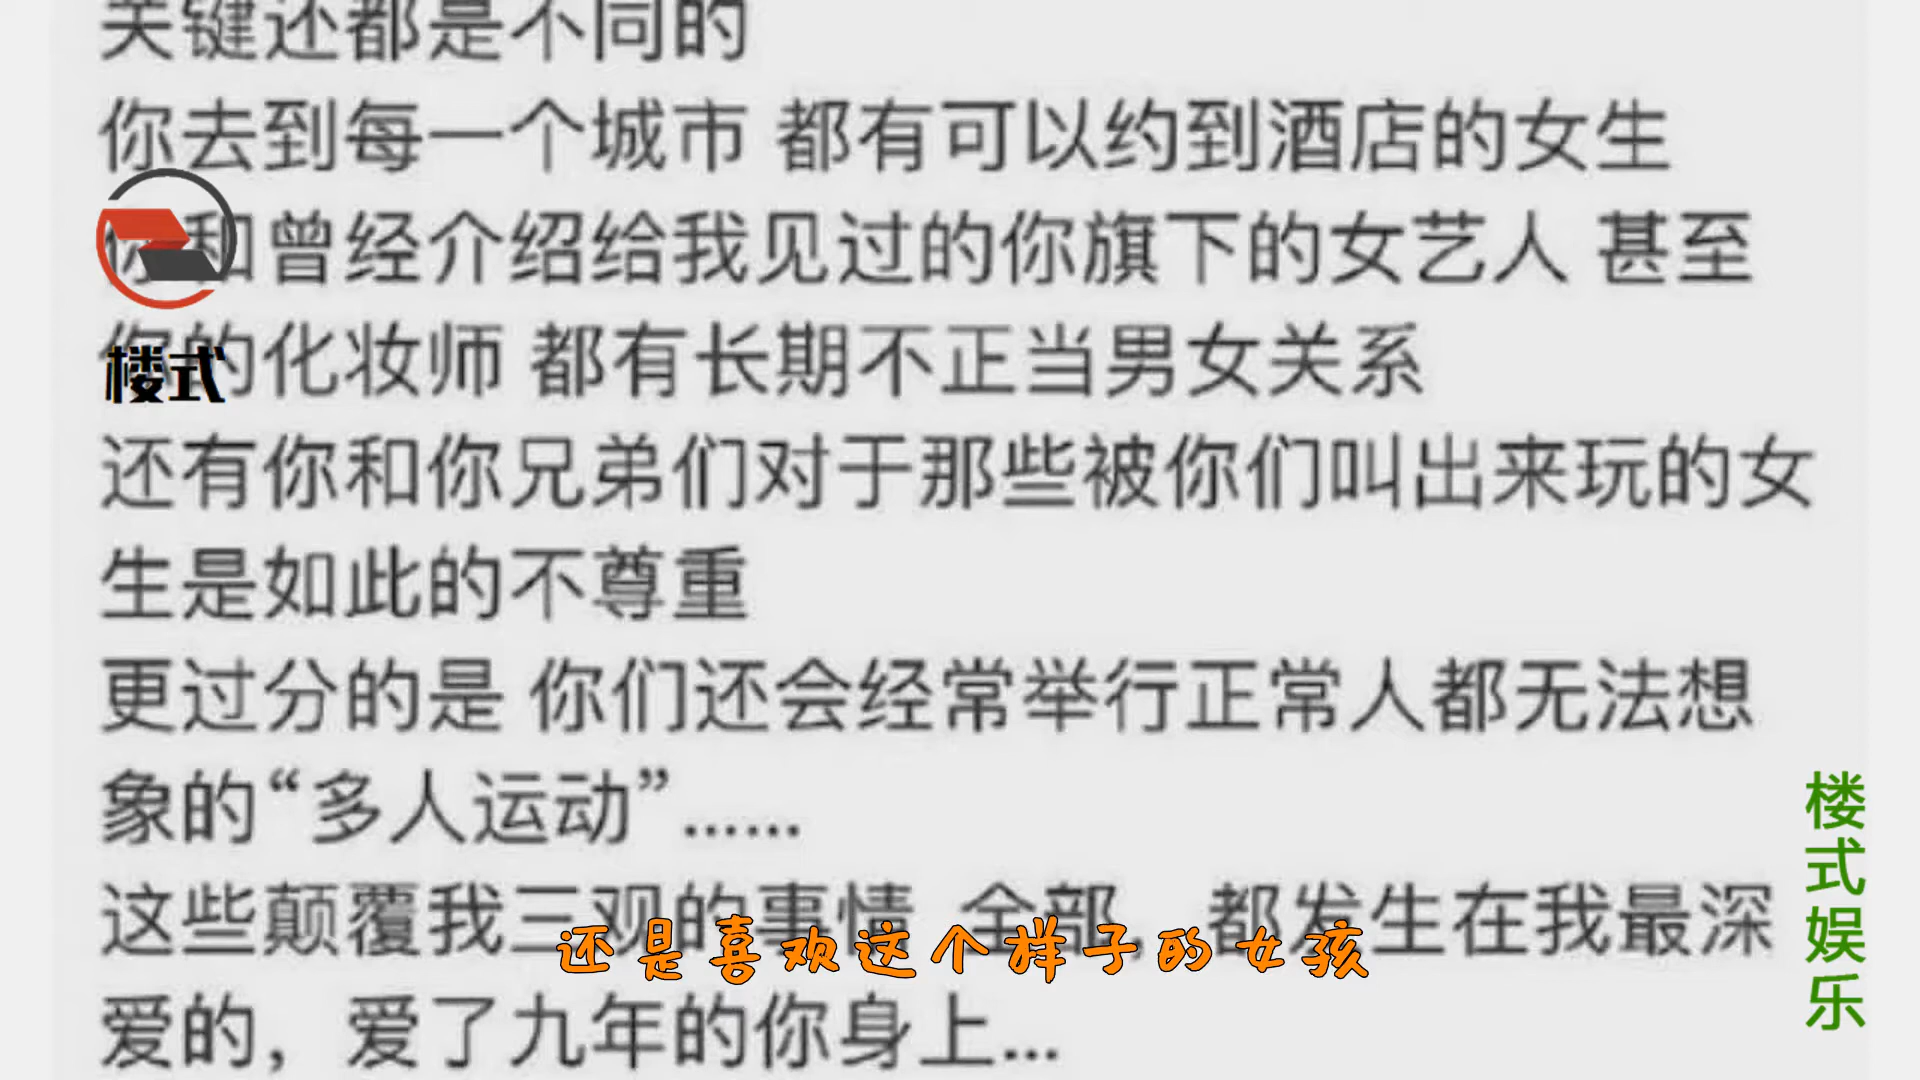 关键还都是不同的
你去到每一个城市 都有可以约到酒店的女生
你和曾经介绍给我见过的你旗下的女艺人 甚至
你的化妆师 都有长期不正当男女关系
还有你和你兄弟们对于那些被你们叫出来玩的女
生是如此的不尊重
更过分的是 你们还会经常举行正常人都无法想
象的“多人运动”......
这些颠覆我三观的事情 全部，都发生在我最深
爱的，爱了九年的你身上...
还是喜欢这个样子的女孩
楼式
楼式娱乐